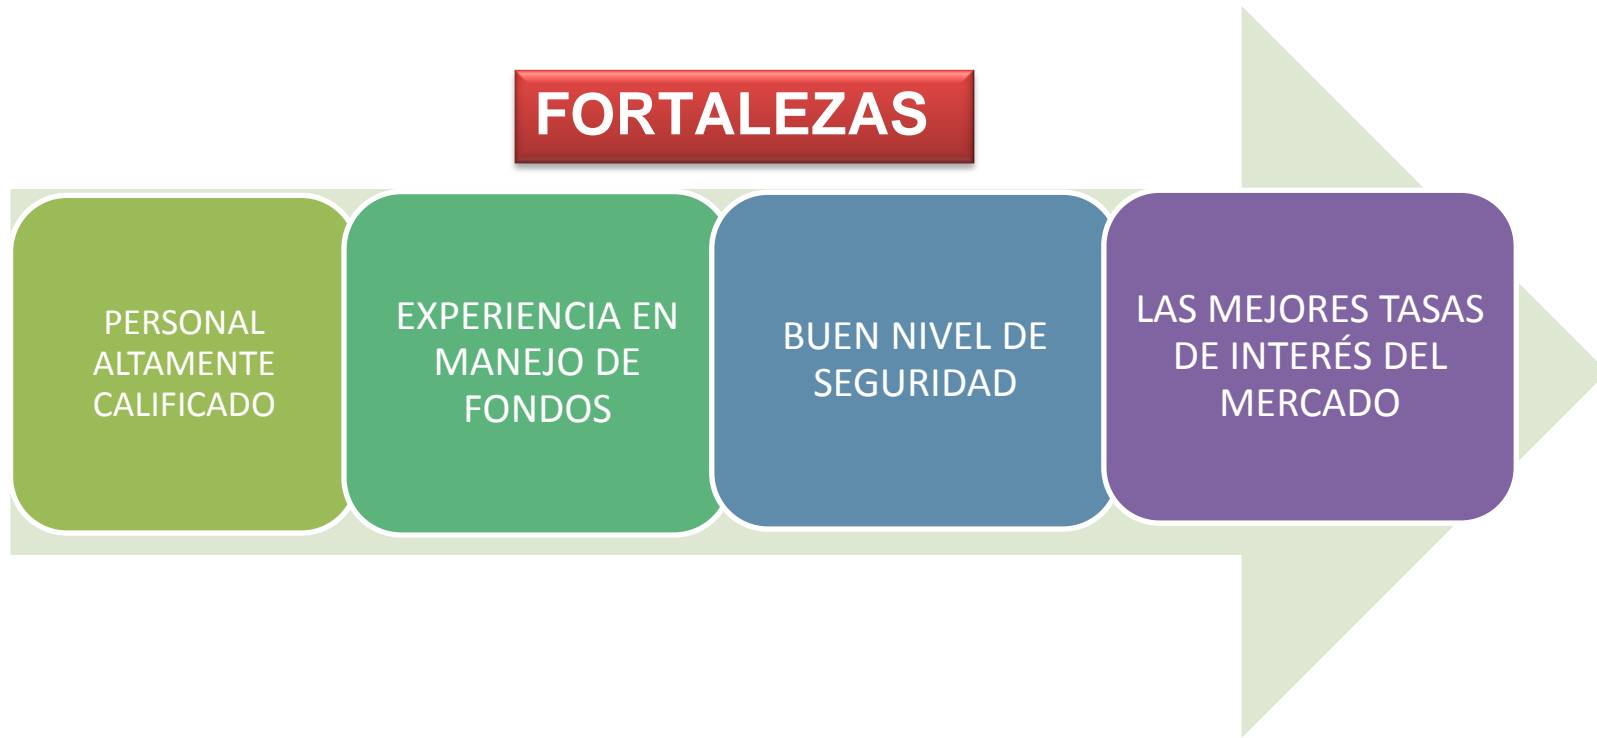 FORTALEZAS
PERSONAL
ALTAMENTE
CALIFICADO
EXPERIENCIA EN
MANEJO DE
FONDOS
BUEN NIVEL DE
SEGURIDAD
LAS MEJORES TASAS
DE INTERÉS DEL
MERCADO